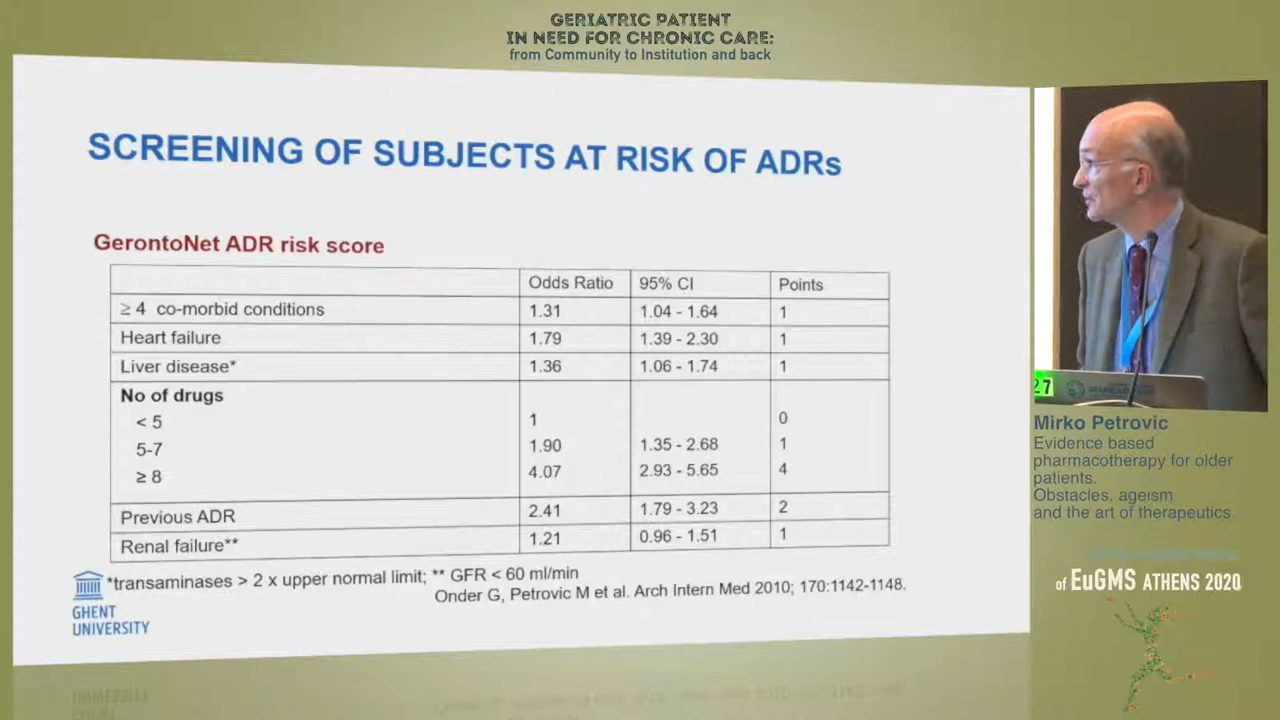 GERIATRIC PATIENT
IN NEED FOR CHRONIC CARE:
from Community to Institution and back
SCREENING OF SUBJECTS AT RISK OF ADRs
GerontoNet ADR risk score
Odds Ratio 95% CI Points
≥ 4 co-morbid conditions 1.31 1.04 - 1.64 1
Heart failure 1.79 1.39 - 2.30 1
Liver disease* 1.36 1.06 - 1.74 1
No of drugs
< 5 1 0
5-7 1.90 1.35 - 2.68 1
≥ 8 4.07 2.93 - 5.65 4
Previous ADR 2.41 1.79 - 3.23 2
Renal failure** 1.21 0.96 - 1.51 1
*transaminases > 2 x upper normal limit; ** GFR < 60 ml/min
Onder G, Petrovic M et al. Arch Intern Med 2010; 170:1142-1148.
GHENT
UNIVERSITY
27
Mirko Petrovic
Evidence based
pharmacotherapy for older
patients.
Obstacles, ageism
and the art of therapeutics.
of EuGMS ATHENS 2020